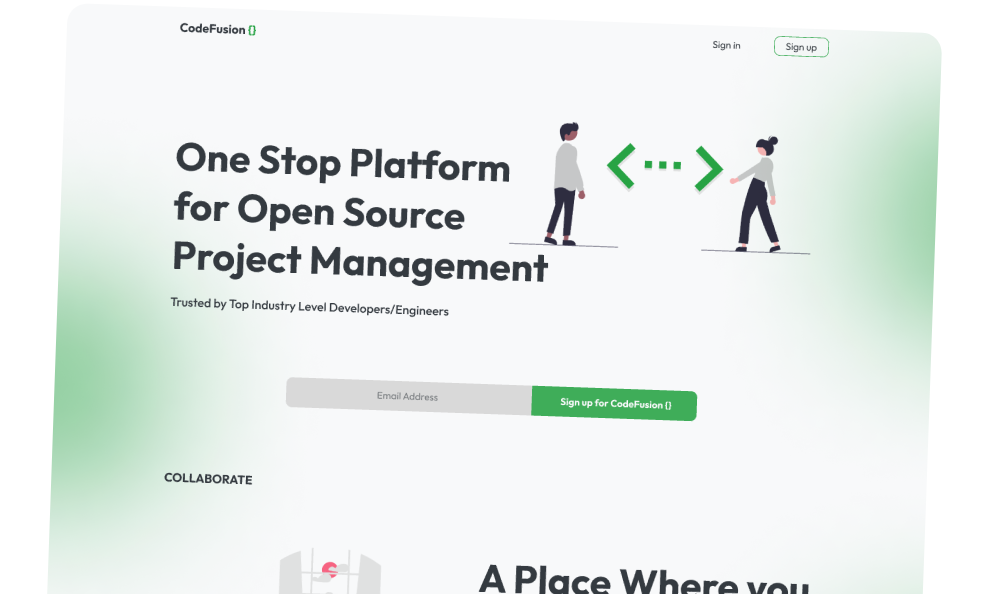 CodeFusion {}
Sign in
Sign up
One Stop Platform
for Open Source
Project Management
Trusted by Top Industry Level Developers/Engineers
Email Address
Sign up for CodeFusion {}
COLLABORATE
A Place Where you